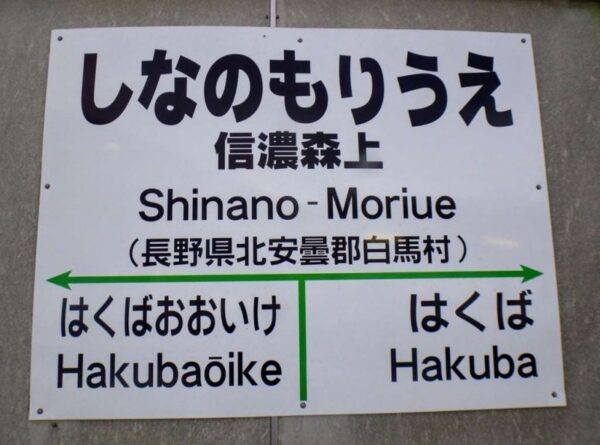 しなのもりうえ
信濃森上
Shinano-Moriue
(長野県北安曇郡白馬村)
はくばおおいけ はくば
Hakubaōike Hakuba